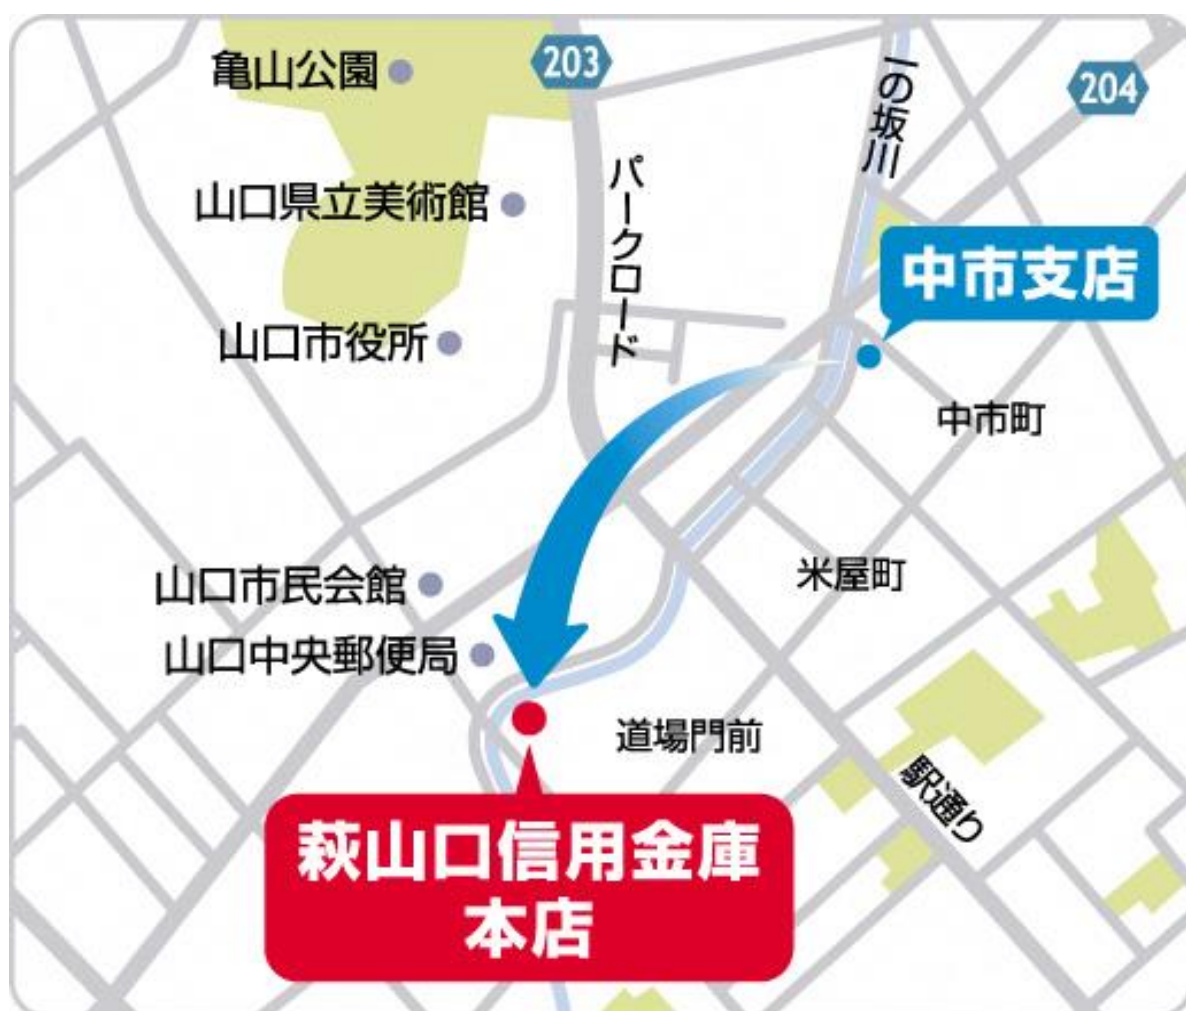 亀山公園
203
204
一の坂川
山口県立美術館
パークロード
中市支店
山口市役所
中市町
山口市民会館
米屋町
山口中央郵便局
道場門前
駅通り
萩山口信用金庫
本店